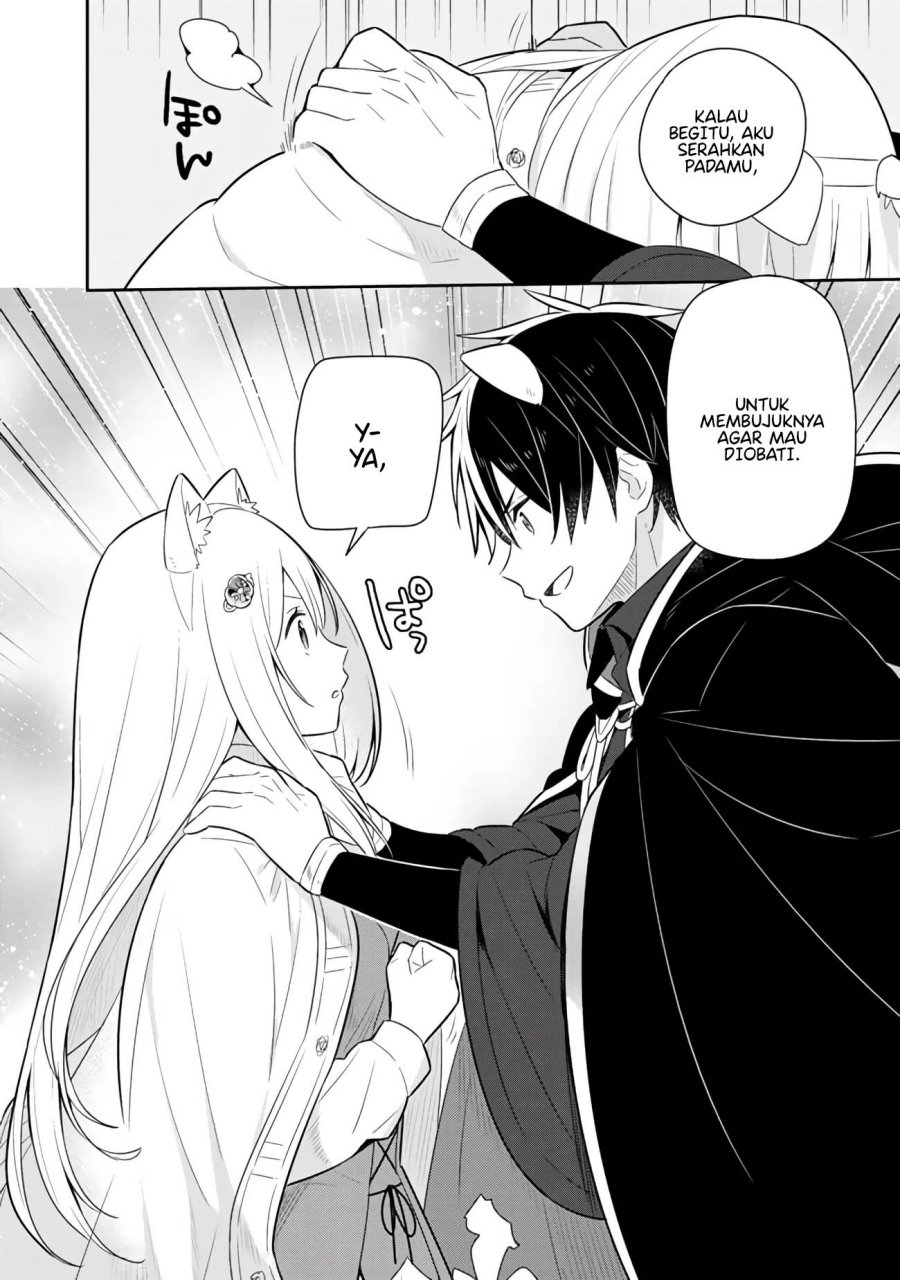 KALAU
BEGITU, AKU
SERAHKAN
PADAMU,
ぽん
UNTUK
MEMBUJUKNYA
AGAR MAU
DIOBATI.
Y-
YA,
ぱっ